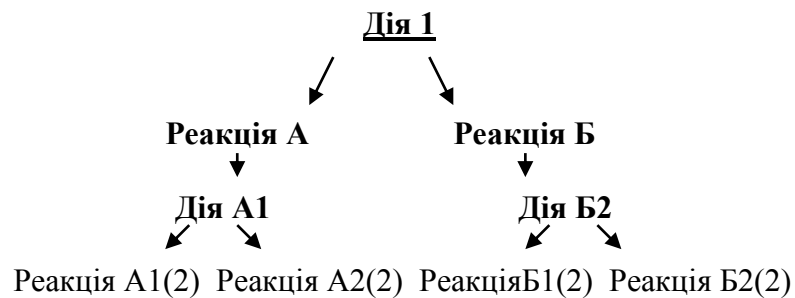 Дія 1
Реакція А Реакція Б
Дія А1 Дія Б2
Реакція А1(2) Реакція А2(2) РеакціяБ1(2) Реакція Б2(2)